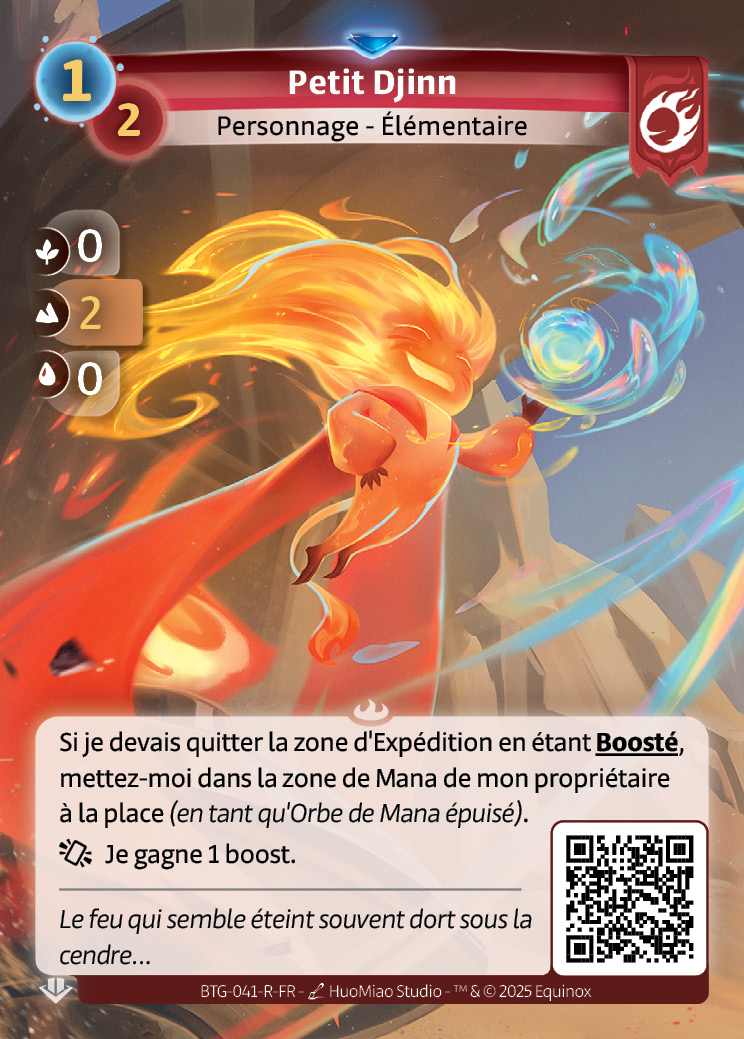 1
Petit Djinn
2
Personnage - Élémentaire
0
2
0
Si je devais quitter la zone d'Expédition en étant Boosté,
mettez-moi dans la zone de Mana de mon propriétaire
à la place (en tant qu'Orbe de Mana épuisé).
Je gagne 1 boost.
Le feu qui semble éteint souvent dort sous la
cendre...
BTG-041-R-FR - HuoMiao Studio - ™ & © 2025 Equinox